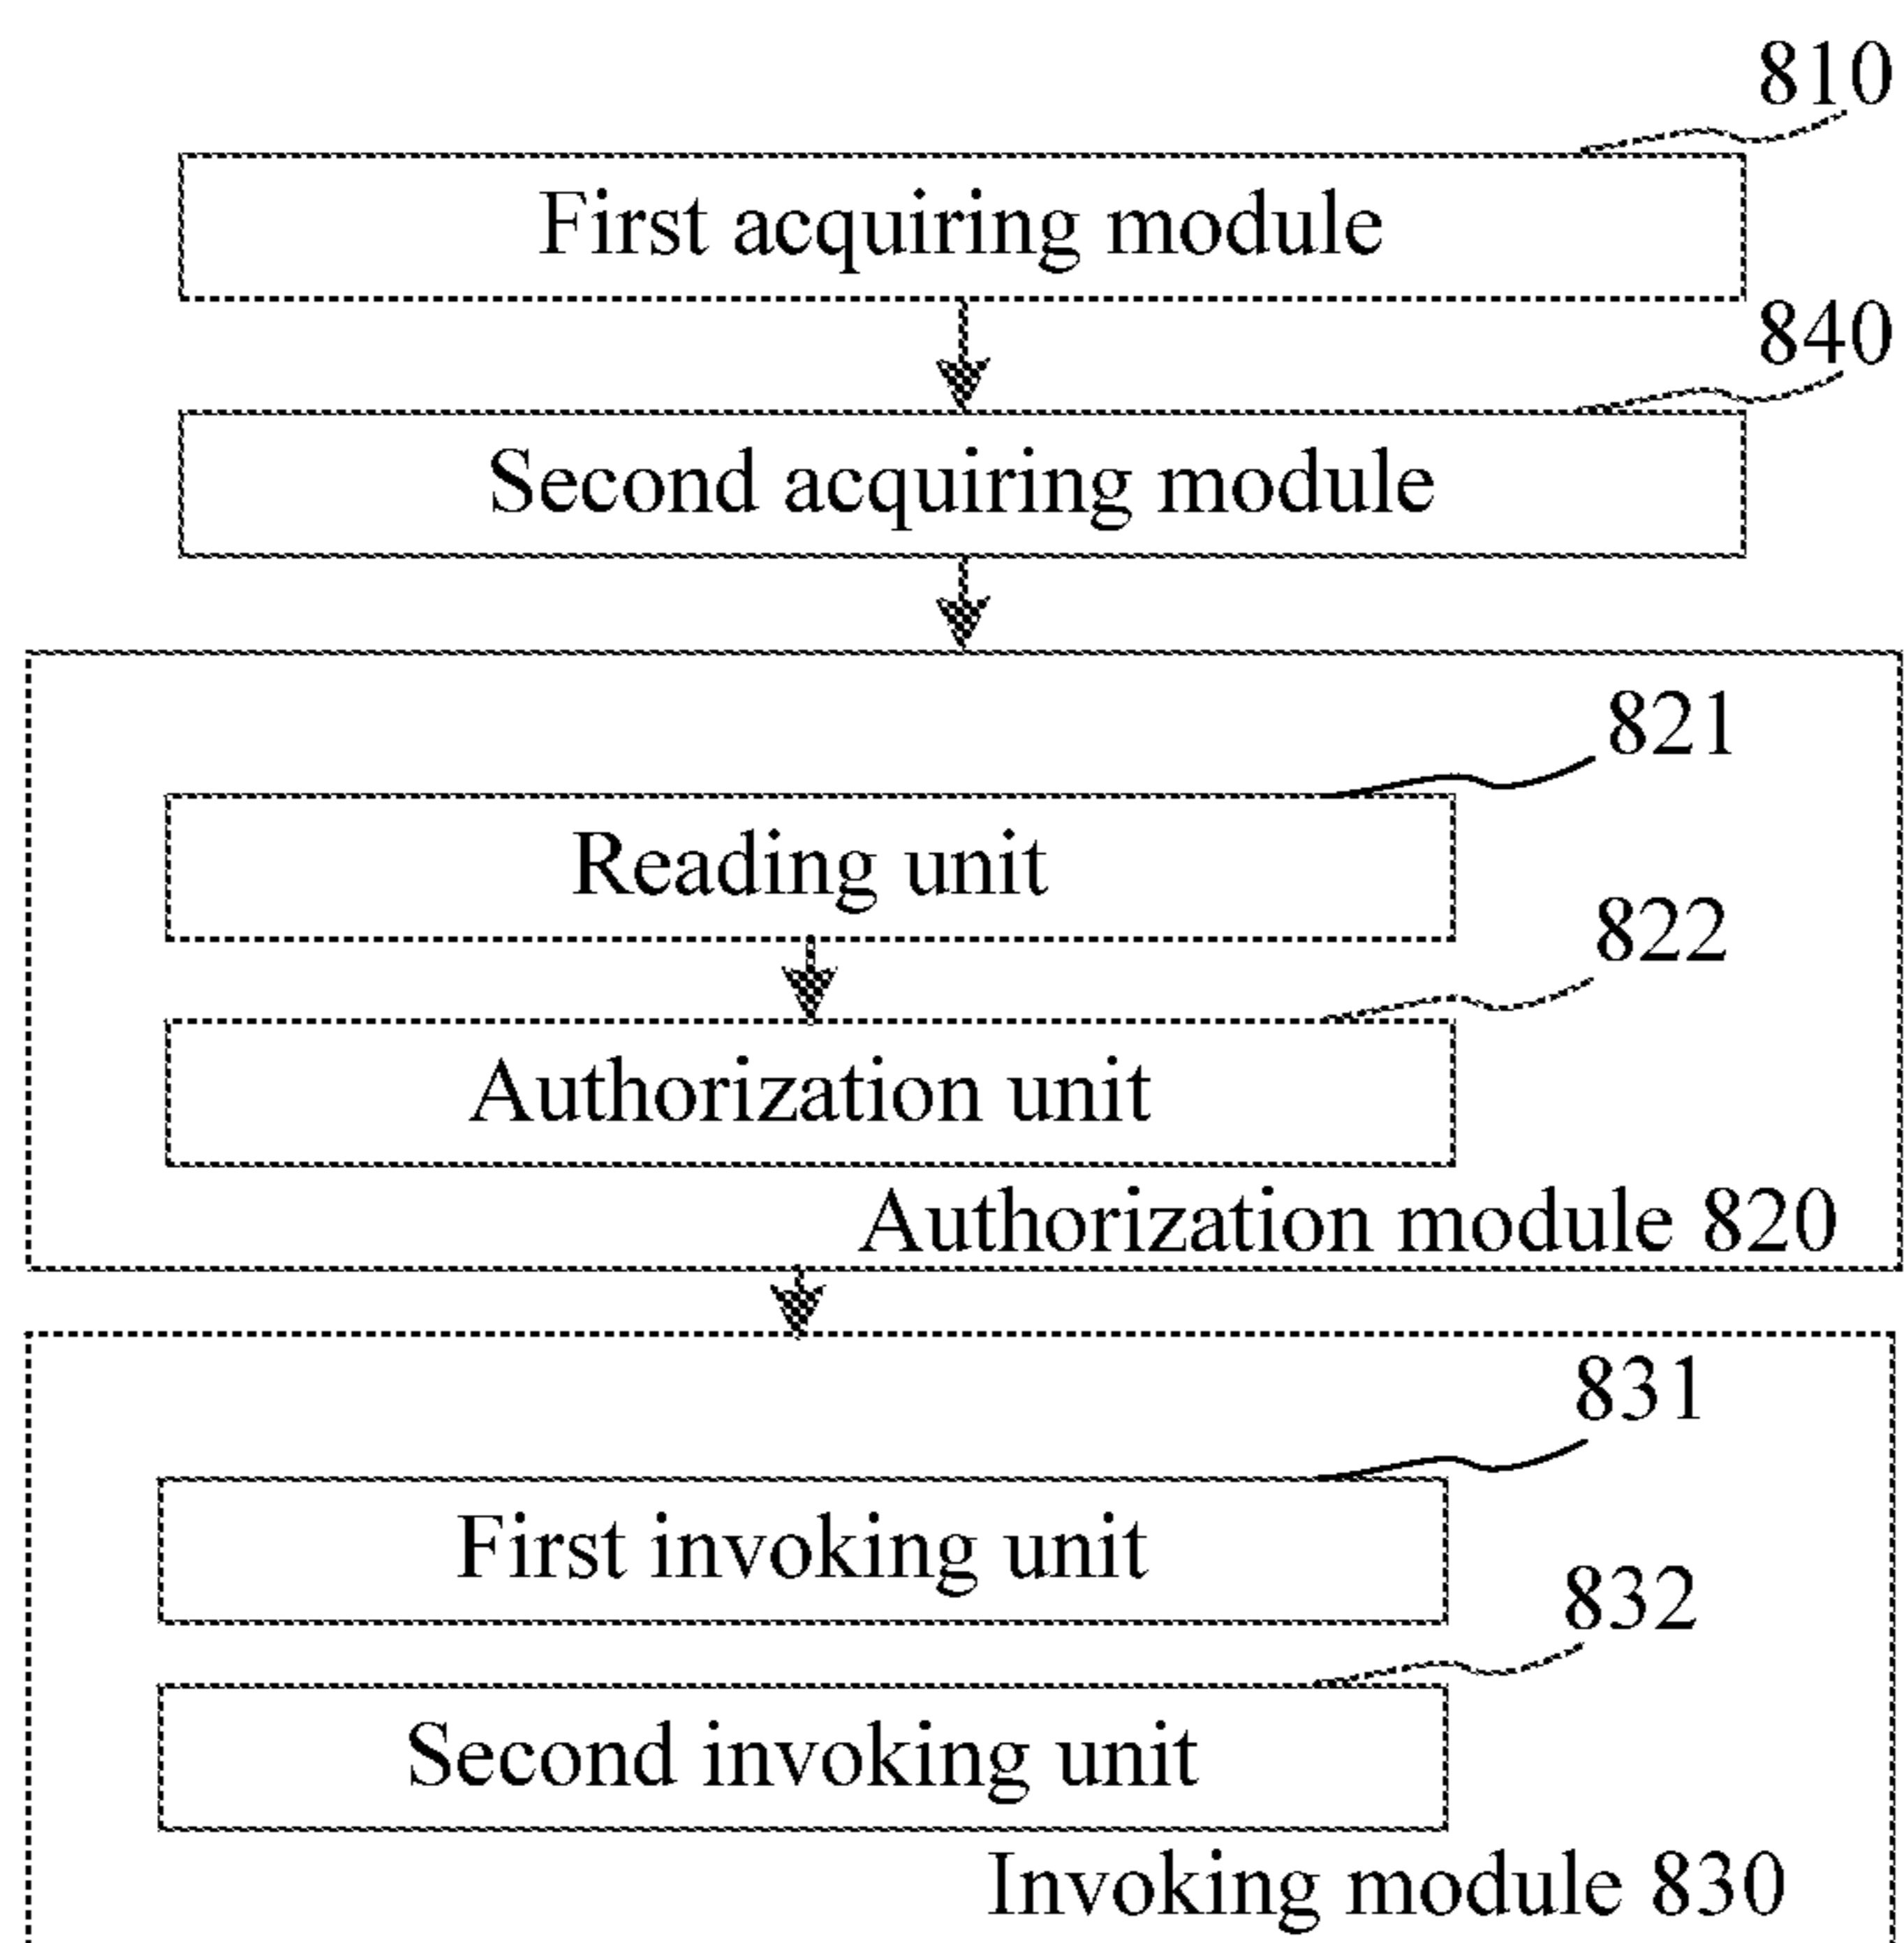 810
First acquiring module
840
Second acquiring module
821
Reading unit
822
Authorization unit
Authorization module 820
831
First invoking unit
832
Second invoking unit
Invoking module 830